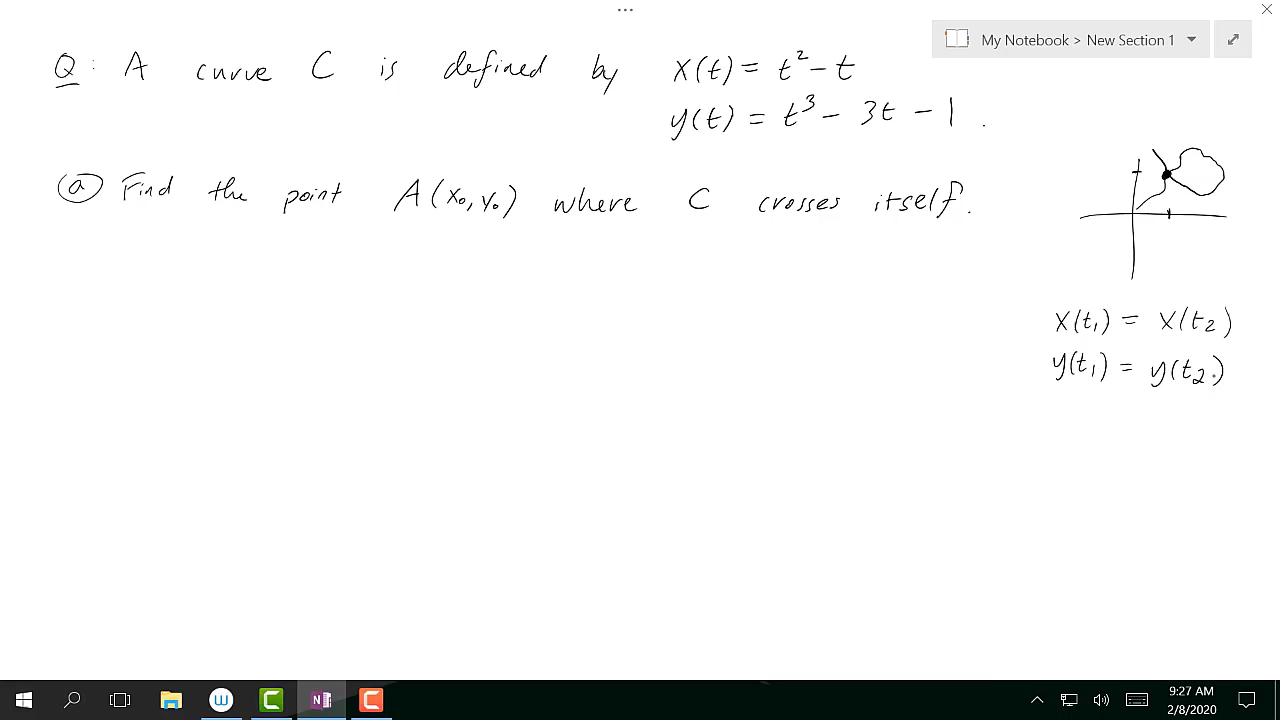 ...
My Notebook > New Section 1
Q: A curve C is defined by x(t) = t² - t
y(t) = t³ - 3t - 1.
(a) Find the point A(x₀, y₀) where C crosses itself.
x(t₁) = x(t₂)
y(t₁) = y(t₂)
W
N
9:27 AM
2/8/2020